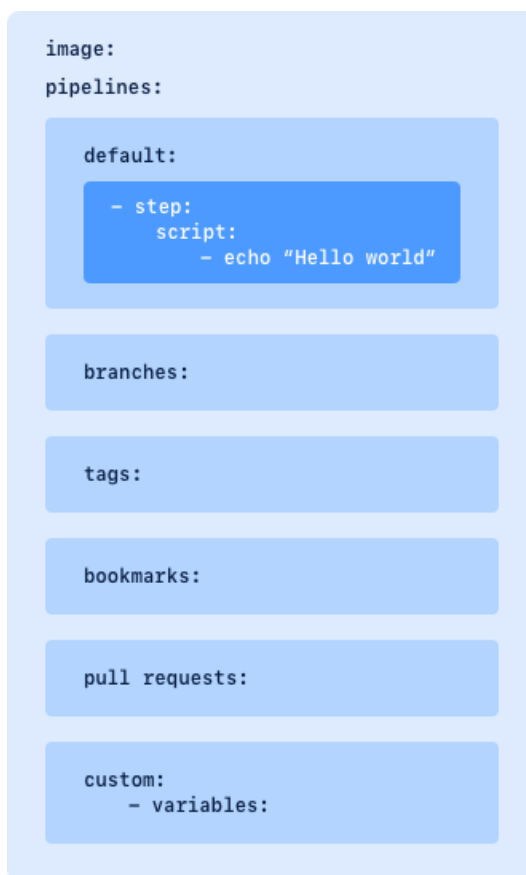 image:
pipelines:
default:
– step:
script:
– echo “Hello world”
branches:
tags:
bookmarks:
pull requests:
custom:
– variables: